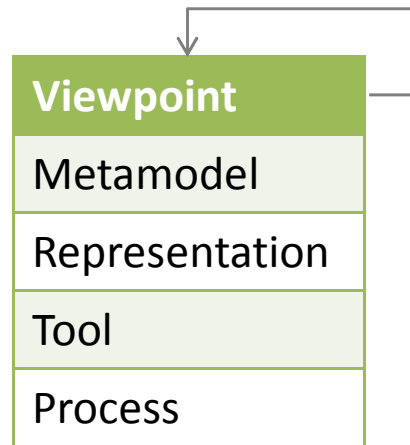 Viewpoint
Metamodel
Representation
Tool
Process